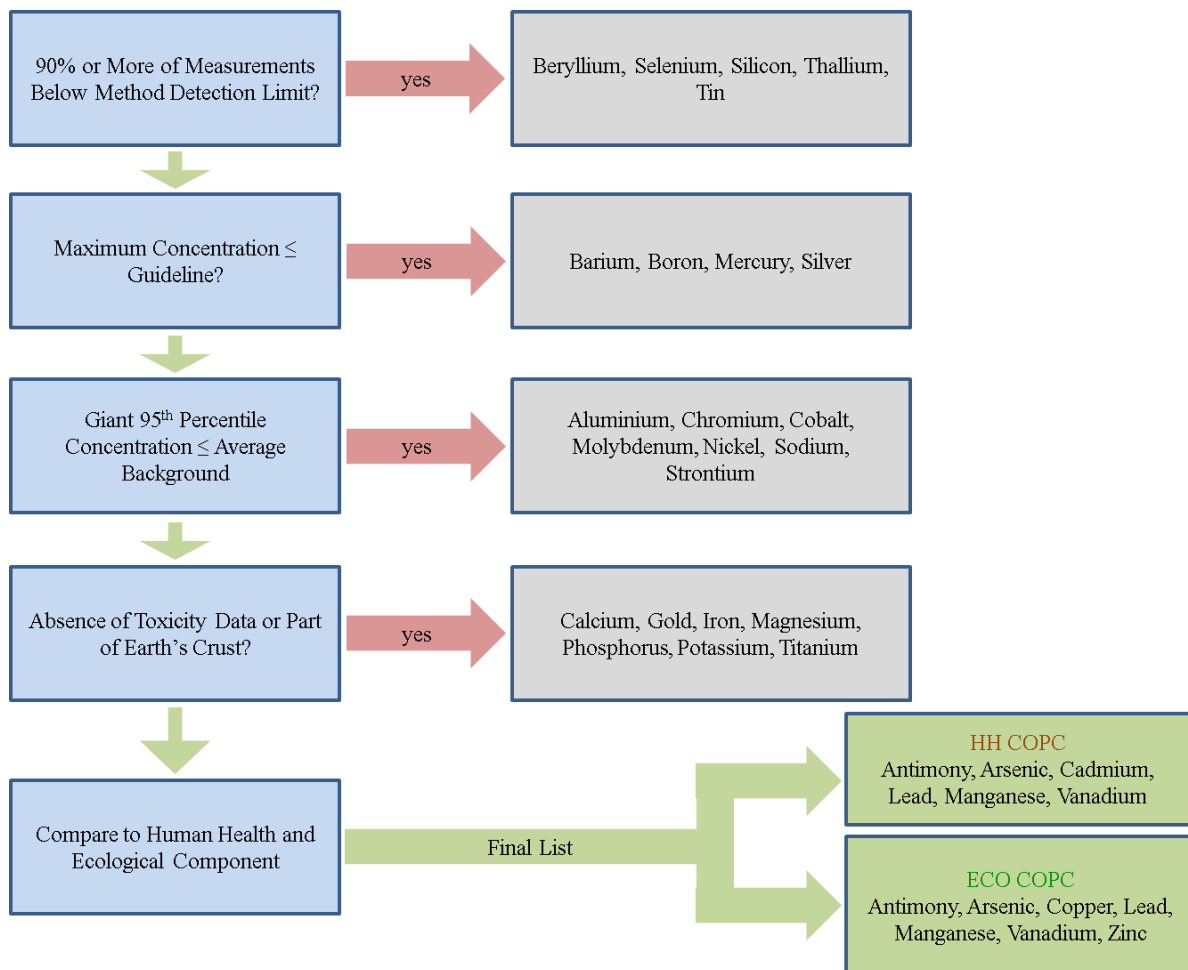 90% or More of Measurements
Below Method Detection Limit?
yes
Beryllium, Selenium, Silicon, Thallium,
Tin
Maximum Concentration ≤
Guideline?
yes
Barium, Boron, Mercury, Silver
Giant 95th Percentile
Concentration ≤ Average
Background
yes
Aluminium, Chromium, Cobalt,
Molybdenum, Nickel, Sodium,
Strontium
Absence of Toxicity Data or Part
of Earth's Crust?
yes
Calcium, Gold, Iron, Magnesium,
Phosphorus, Potassium, Titanium
Compare to Human Health and
Ecological Component
Final List
HH COPC
Antimony, Arsenic, Cadmium,
Lead, Manganese, Vanadium
ECO COPC
Antimony, Arsenic, Copper, Lead,
Manganese, Vanadium, Zinc